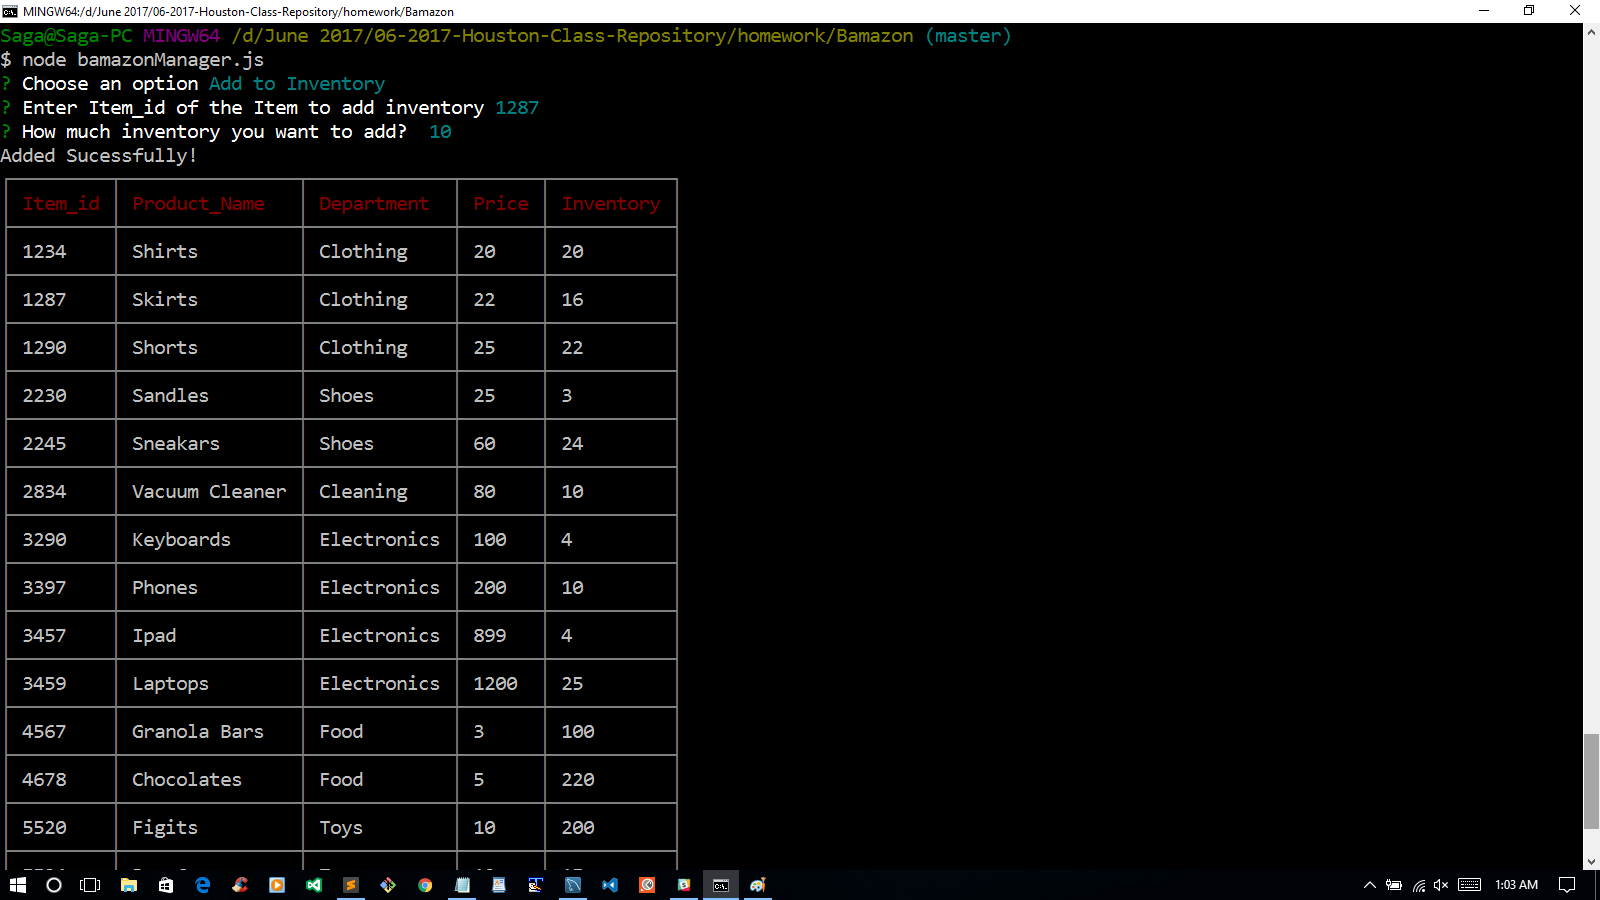 MINGW64:/d/June 2017/06-2017-Houston-Class-Repository/homework/Bamazon
Saga@Saga-PC MINGW64 /d/June 2017/06-2017-Houston-Class-Repository/homework/Bamazon (master)
$ node bamazonManager.js
? Choose an option Add to Inventory
? Enter Item_id of the Item to add inventory 1287
? How much inventory you want to add? 10
Added Sucessfully!
Item_id Product_Name Department Price Inventory
1234 Shirts Clothing 20 20
1287 Skirts Clothing 22 16
1290 Shorts Clothing 25 22
2230 Sandles Shoes 25 3
2245 Sneakars Shoes 60 24
2834 Vacuum Cleaner Cleaning 80 10
3290 Keyboards Electronics 100 4
3397 Phones Electronics 200 10
3457 Ipad Electronics 899 4
3459 Laptops Electronics 1200 25
4567 Granola Bars Food 3 100
4678 Chocolates Food 5 220
5520 Figits Toys 10 200
1:03 AM